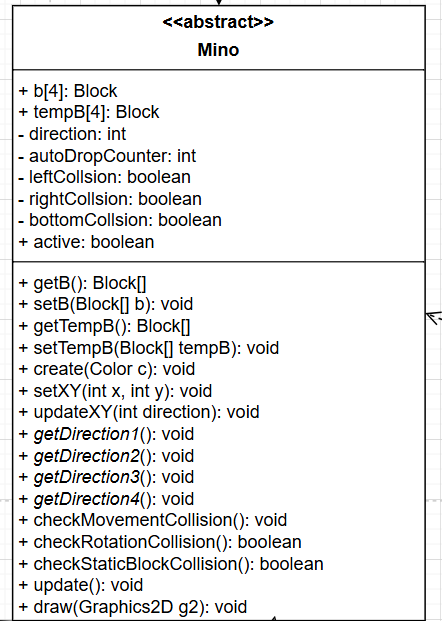 <<abstract>>
Mino
+ b[4]: Block
+ tempB[4]: Block
- direction: int
- autoDropCounter: int
- leftCollsion: boolean
- rightCollsion: boolean
- bottomCollsion: boolean
+ active: boolean
+ getB(): Block[]
+ setB(Block[] b): void
+ getTempB(): Block[]
+ setTempB(Block[] tempB): void
+ create(Color c): void
+ setXY(int x, int y): void
+ updateXY(int direction): void
+ getDirection1(): void
+ getDirection2(): void
+ getDirection3(): void
+ getDirection4(): void
+ checkMovementCollision(): void
+ checkRotationCollision(): boolean
+ checkStaticBlockCollision(): boolean
+ update(): void
+ draw(Graphics2D g2): void